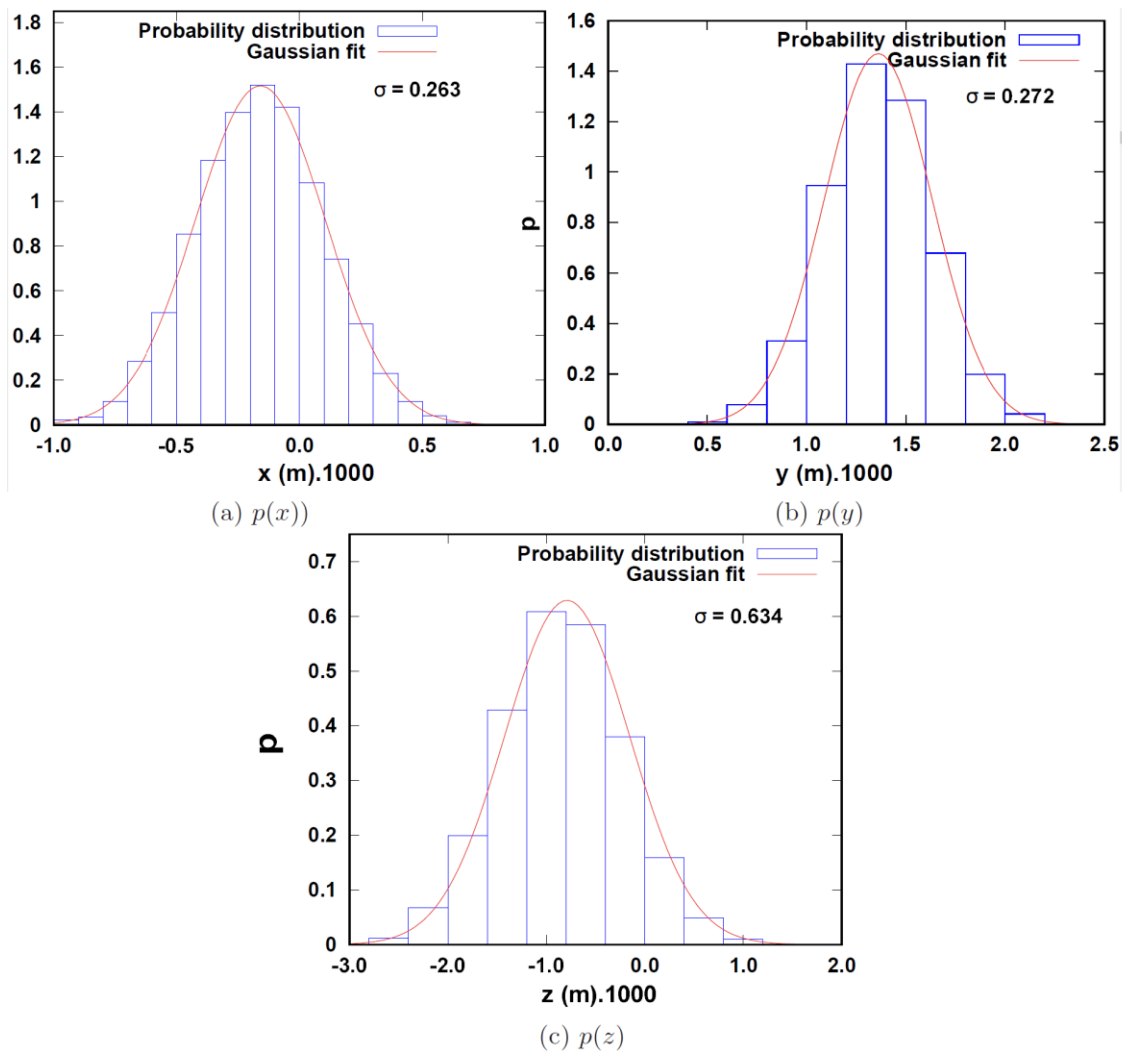 Probability distribution
Gaussian fit
σ = 0.263
1.8
1.6
1.4
1.2
1
0.8
0.6
0.4
0.2
0
-1.0 -0.5 0.0 0.5 1.0
x (m).1000
(a) p(x))
Probability distribution
Gaussian fit
σ = 0.272
p
1.6
1.4
1.2
1.0
0.8
0.6
0.4
0.2
0
0.0 0.5 1.0 1.5 2.0 2.5
y (m).1000
(b) p(y)
Probability distribution
Gaussian fit
σ = 0.634
p
0.7
0.6
0.5
0.4
0.3
0.2
0.1
0
-3.0 -2.0 -1.0 0.0 1.0 2.0
z (m).1000
(c) p(z)